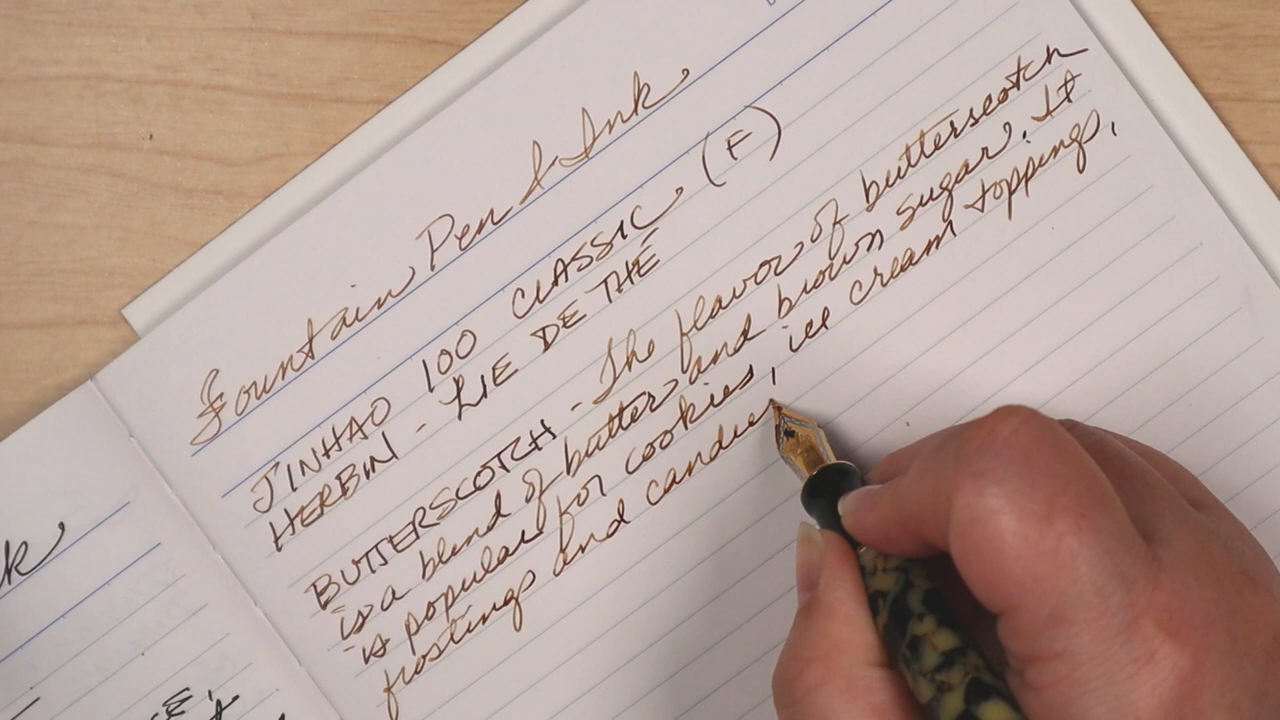 Fountain Pen & Ink
JINHAO 100 CLASSIC (F)
HERBIN - LIE DE THÉ
BUTTERSCOTCH - The flavor of butterscotch
is a blend of butter and brown sugar. It
is popular for cookies, ice cream toppings,
frostings and candie